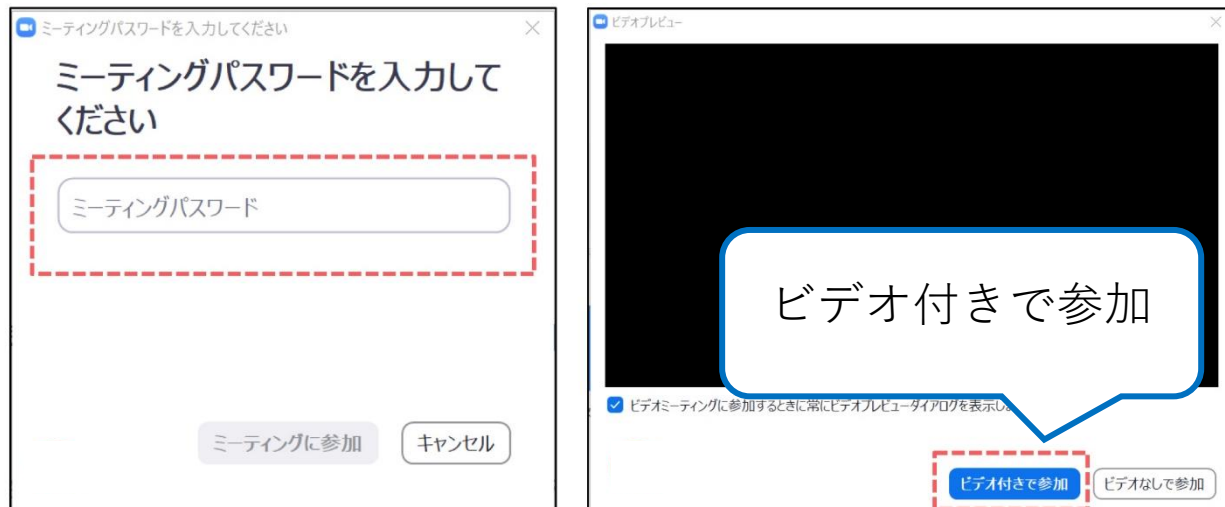 ミーティングパスワードを入力してください
ミーティングパスワードを入力して
ください
ミーティングパスワード
ミーティングに参加
キャンセル
ビデオプレビュー
ビデオ付きで参加
ビデオミーティングに参加するときに常にビデオプレビューダイアログを表示し
ビデオ付きで参加
ビデオなしで参加